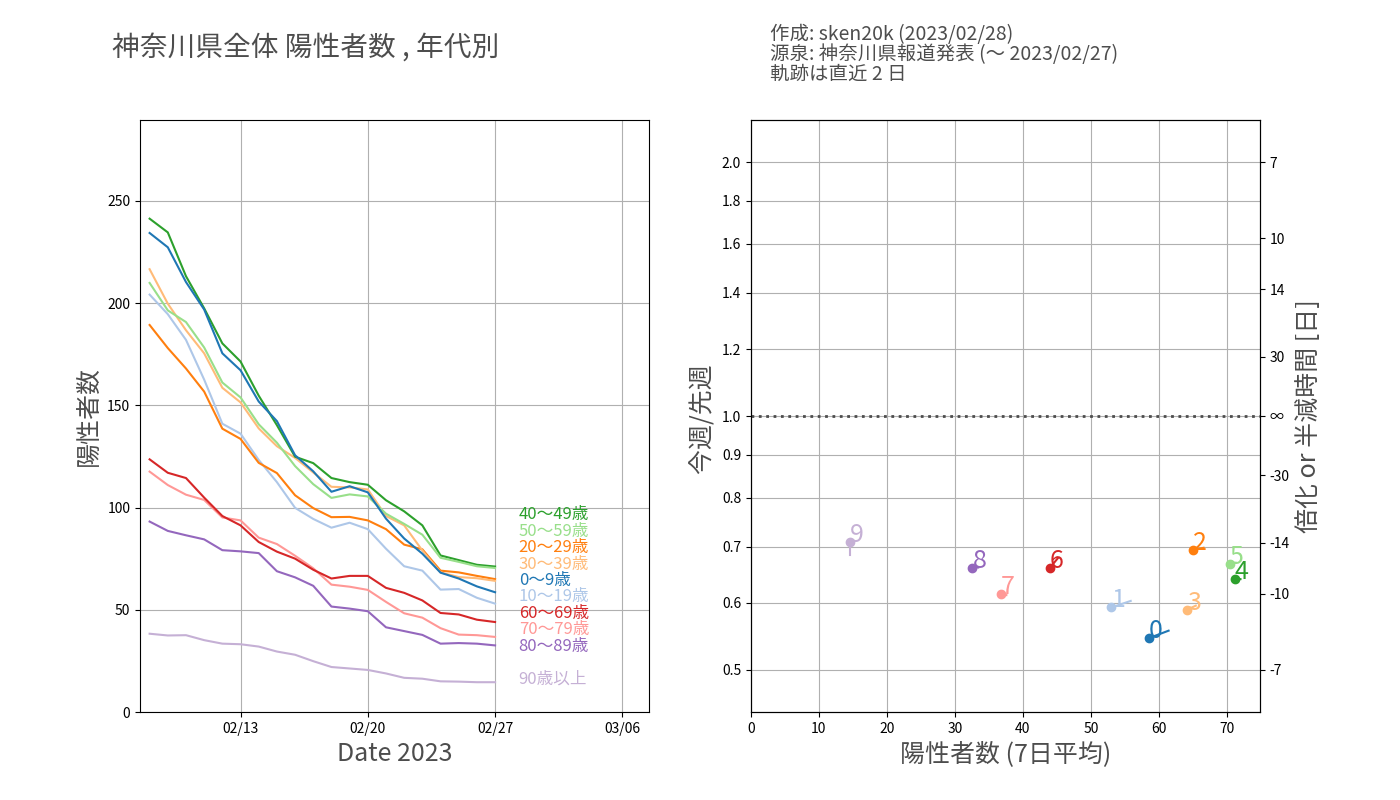 神奈川県全体 陽性者数 , 年代別
作成: sken20k (2023/02/28)
源泉: 神奈川県報道発表 (〜 2023/02/27)
軌跡は直近 2 日
陽性者数
250
200
150
100
50
0
02/13
02/20
02/27
03/06
Date 2023
40〜49歳
50〜59歳
20〜29歳
30〜39歳
0〜9歳
10〜19歳
60〜69歳
70〜79歳
80〜89歳
90歳以上
今週/先週
2.0
1.8
1.6
1.4
1.2
1.0
0.9
0.8
0.7
0.6
0.5
0
10
20
30
40
50
60
70
陽性者数 (7日平均)
7
10
14
30
∞
-30
-14
-10
-7
倍化 or 半減時間 [日]
9
8
7
6
1
0
2
3
5
4